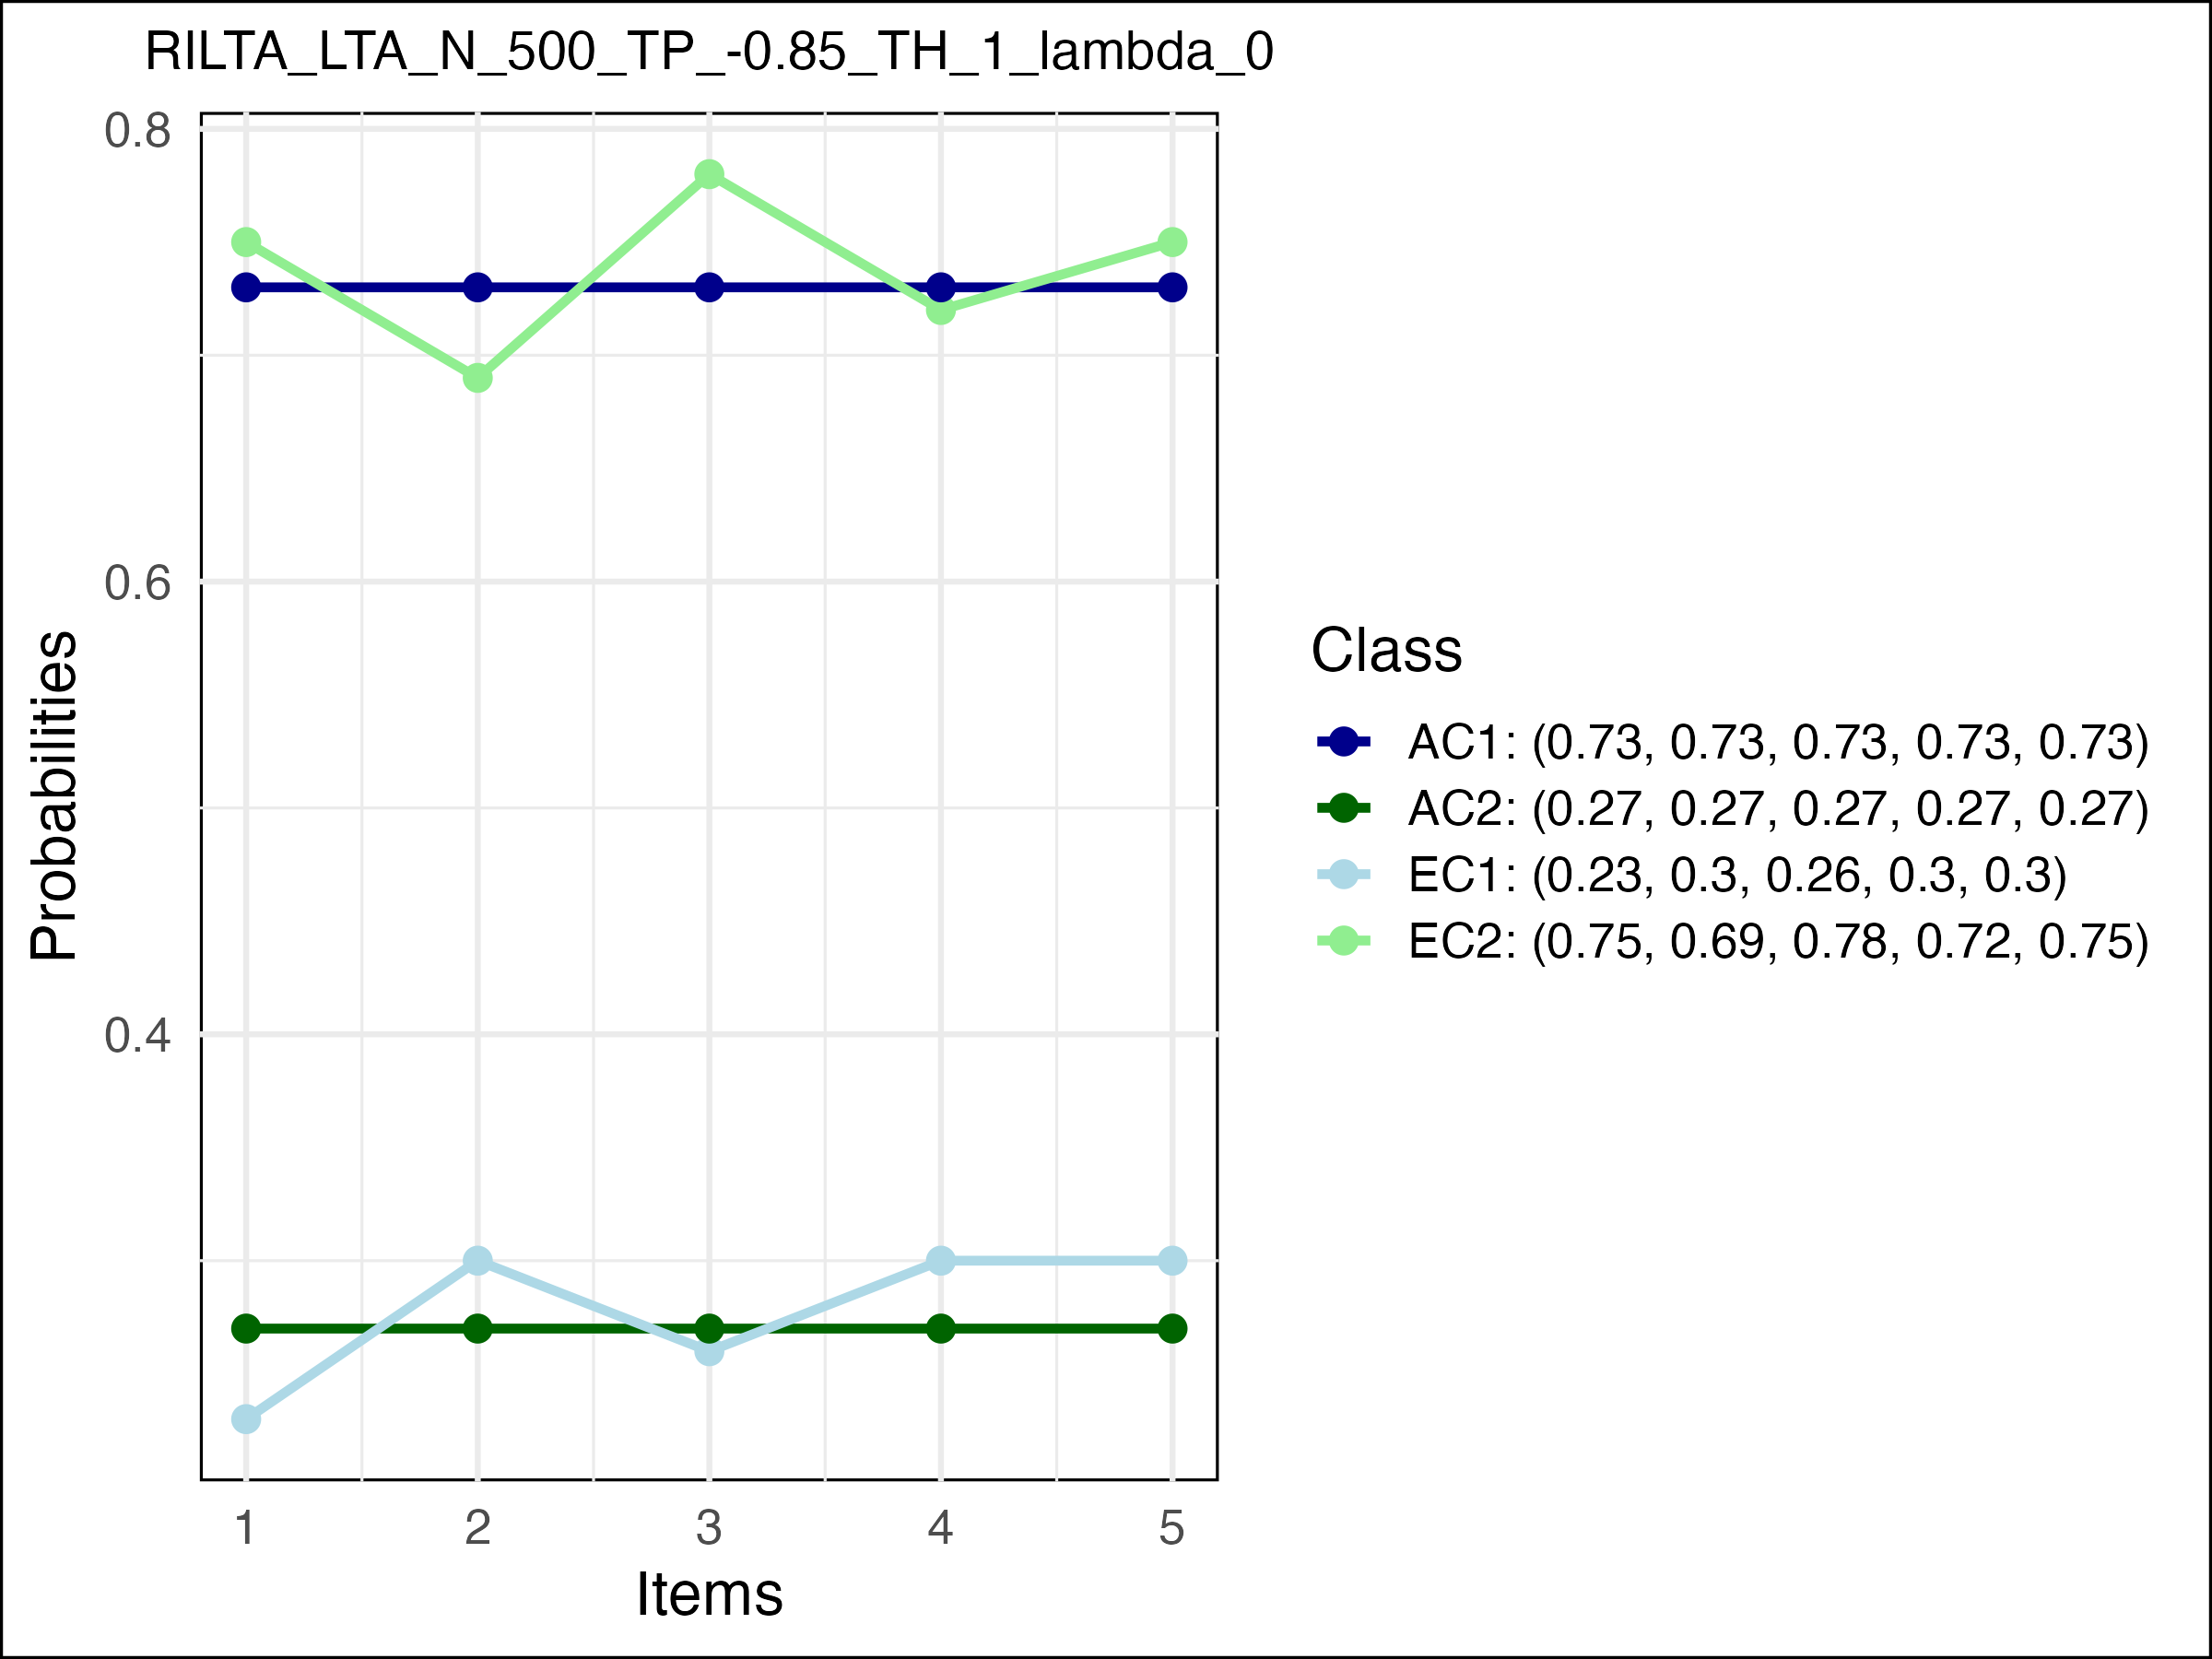 RILTA_LTA_N_500_TP_-0.85_TH_1_lambda_0
0.8
0.6
0.4
Probabilities
1 2 3 4 5
Items
Class
AC1: (0.73, 0.73, 0.73, 0.73, 0.73)
AC2: (0.27, 0.27, 0.27, 0.27, 0.27)
EC1: (0.23, 0.3, 0.26, 0.3, 0.3)
EC2: (0.75, 0.69, 0.78, 0.72, 0.75)